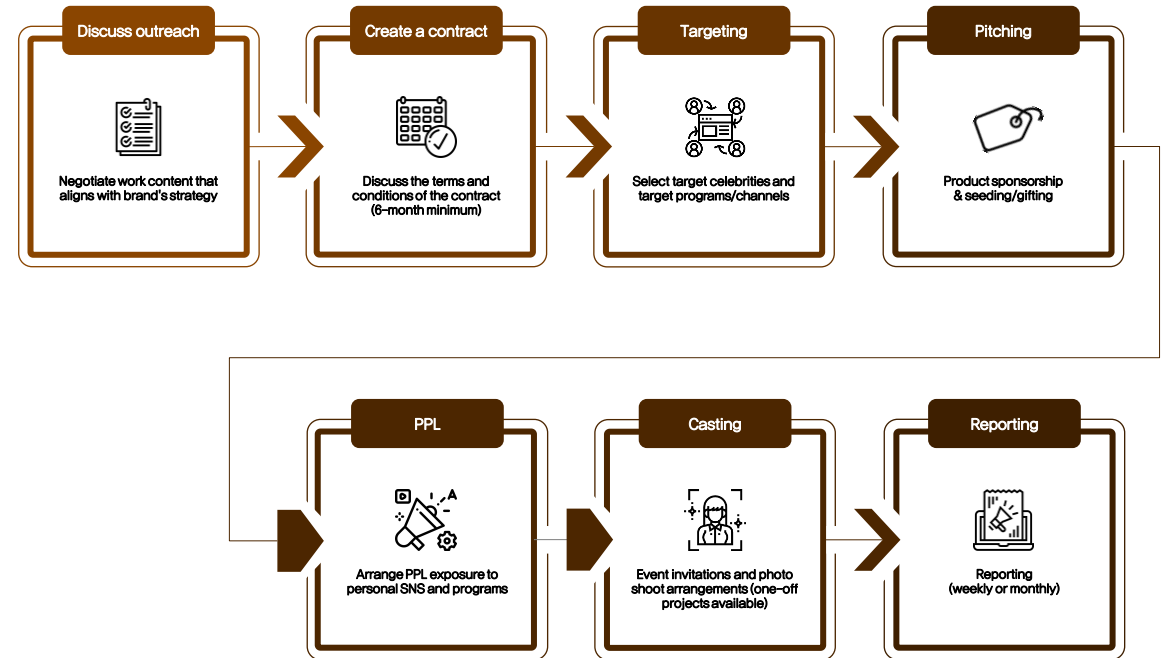 Discuss outreach
Negotiate work content that
aligns with brand's strategy
Create a contract
Discuss the terms and
conditions of the contract
(6-month minimum)
Targeting
Select target celebrities and
target programs/channels
Pitching
Product sponsorship
& seeding/gifting
PPL
A
Arrange PPL exposure to
personal SNS and programs
Casting
Event invitations and photo
shoot arrangements (one-off
projects available)
Reporting
Reporting
(weekly or monthly)